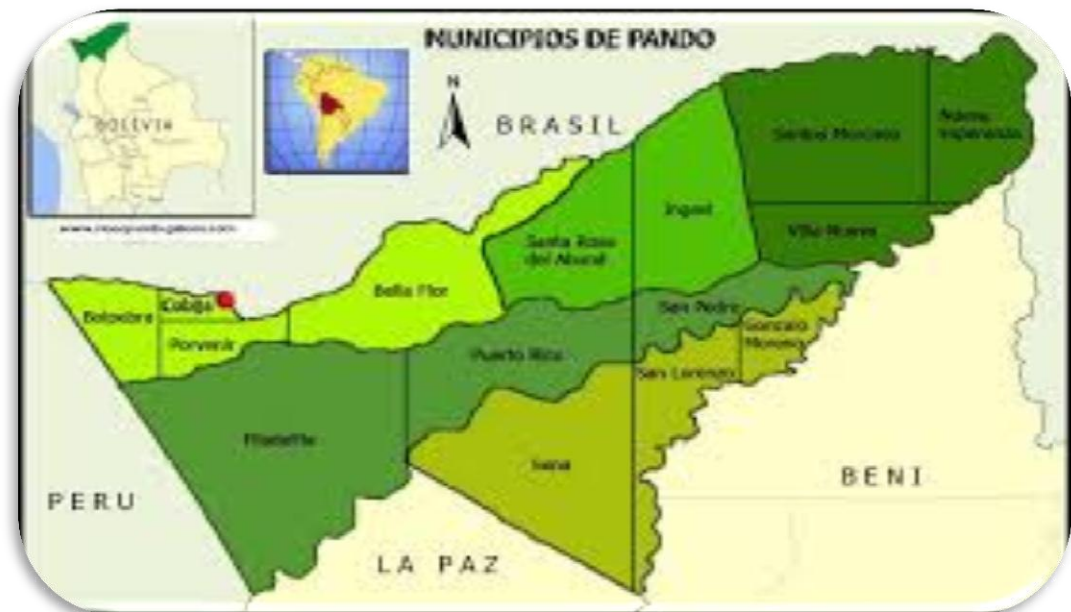 MUNICIPIOS DE PANDO
BOLIVIA
N
BRASIL
Santos Mercado
Nueva
Esperanza
Ingavi
Villa Nueva
Santa Rosa
del Abuná
Bella Flor
Cobija
Bolpebra
Porvenir
San Pedro
Gonzalo
Moreno
Puerto Rico
San Lorenzo
Filadelfia
Sena
BENI
PERU
LA PAZ